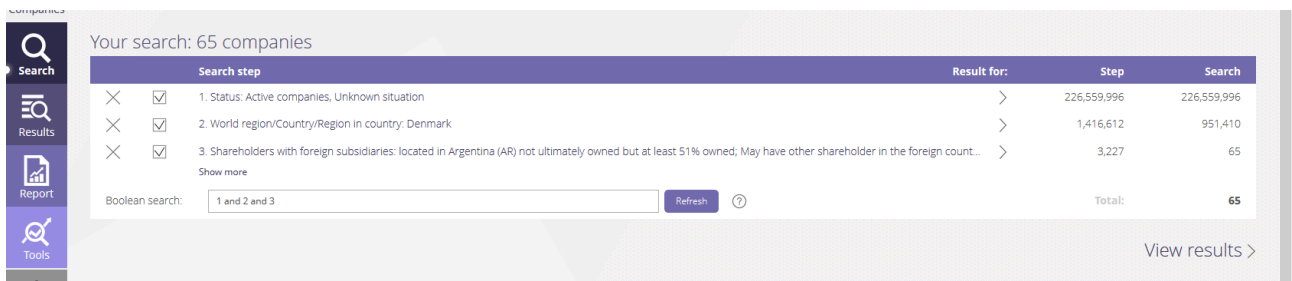 Companies
Search
Results
Report
Tools
Your search: 65 companies
Search step Result for: Step Search
1. Status: Active companies, Unknown situation 226,559,996 226,559,996
2. World region/Country/Region in country: Denmark 1,416,612 951,410
3. Shareholders with foreign subsidiaries: located in Argentina (AR) not ultimately owned but at least 51% owned; May have other shareholder in the foreign count... 3,227 65
Show more
Boolean search: 1 and 2 and 3 Refresh ? Total: 65
View results >